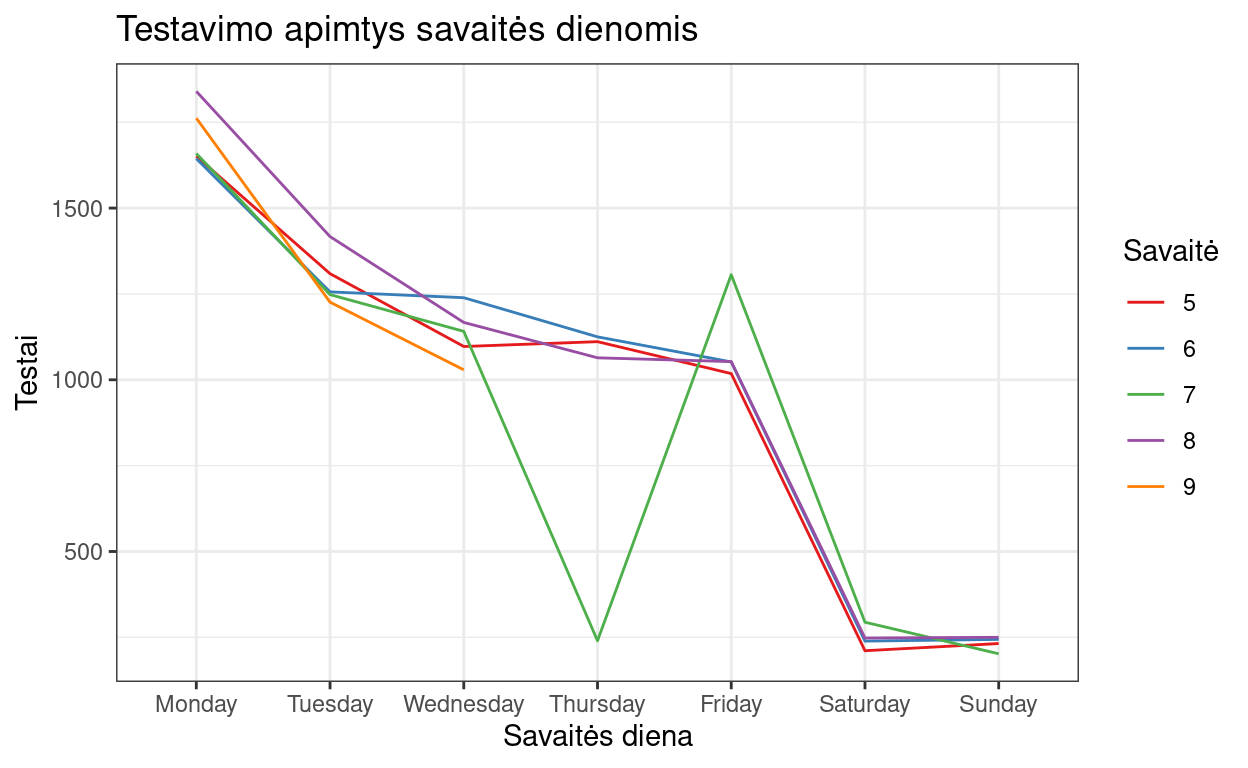 Testavimo apimtys savaitės dienomis
Testai
1500
1000
500
Monday Tuesday Wednesday Thursday Friday Saturday Sunday
Savaitės diena
Savaitė
5
6
7
8
9